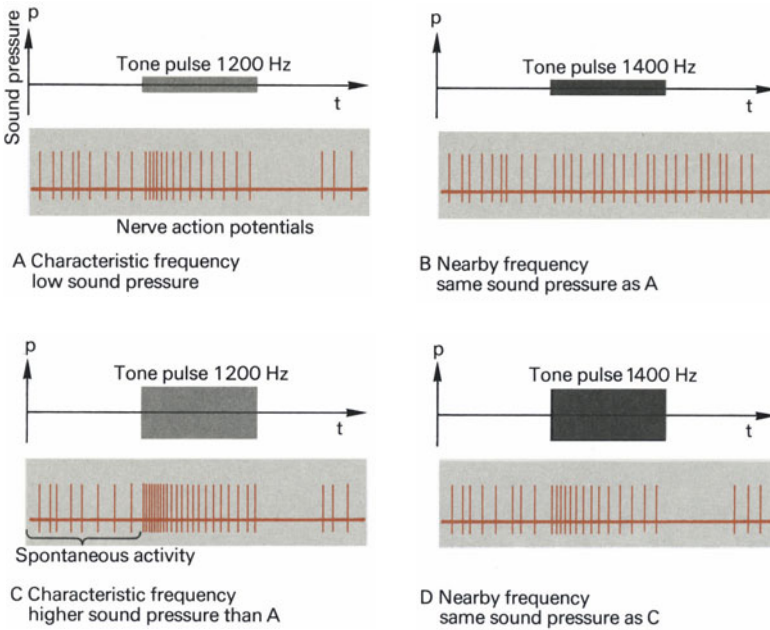 p
Sound pressure
Tone pulse 1200 Hz
t
Nerve action potentials
A Characteristic frequency
low sound pressure
p
Tone pulse 1400 Hz
t
B Nearby frequency
same sound pressure as A
p
Tone pulse 1200 Hz
t
Spontaneous activity
C Characteristic frequency
higher sound pressure than A
p
Tone pulse 1400 Hz
t
D Nearby frequency
same sound pressure as C